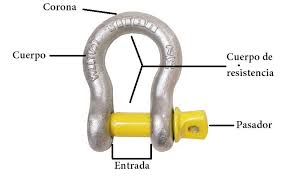 Corona
Cuerpo
Cuerpo de
resistencia
Pasador
Entrada